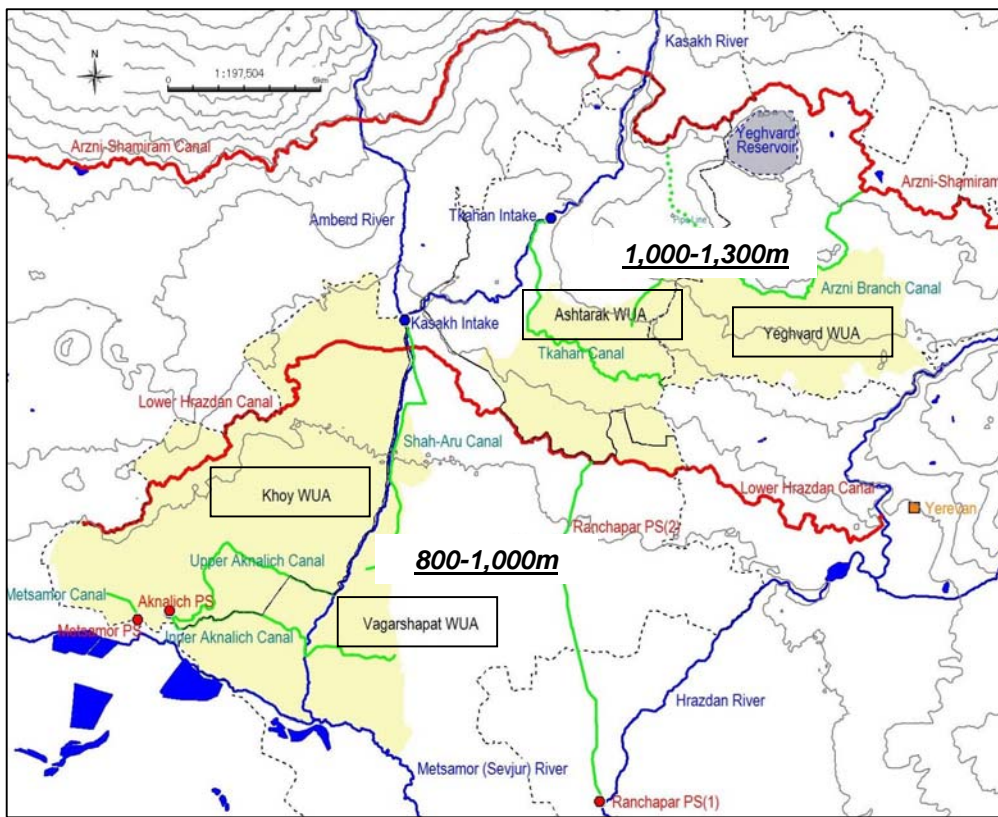 Kasakh River
N
1:197,504
0
6km
Yeghvard
Reservoir
Arzni-Shamiram Canal
Arzni-Shamiram
Tkahan Intake
Amberd River
Pipe Line
1,000-1,300m
Arzni Branch Canal
Ashtarak WUA
Yeghvard WUA
Kasakh Intake
Tkahan Canal
Lower Hrazdan Canal
Shah-Aru Canal
Khoy WUA
Lower Hrazdan Canal
Yerevan
Ranchapar PS(2)
800-1,000m
Upper Aknalich Canal
Metsamor Canal
Aknalich PS
Metsamor PS
Inner Aknalich Canal
Vagarshapat WUA
Hrazdan River
Metsamor (Sevjur) River
Ranchapar PS(1)